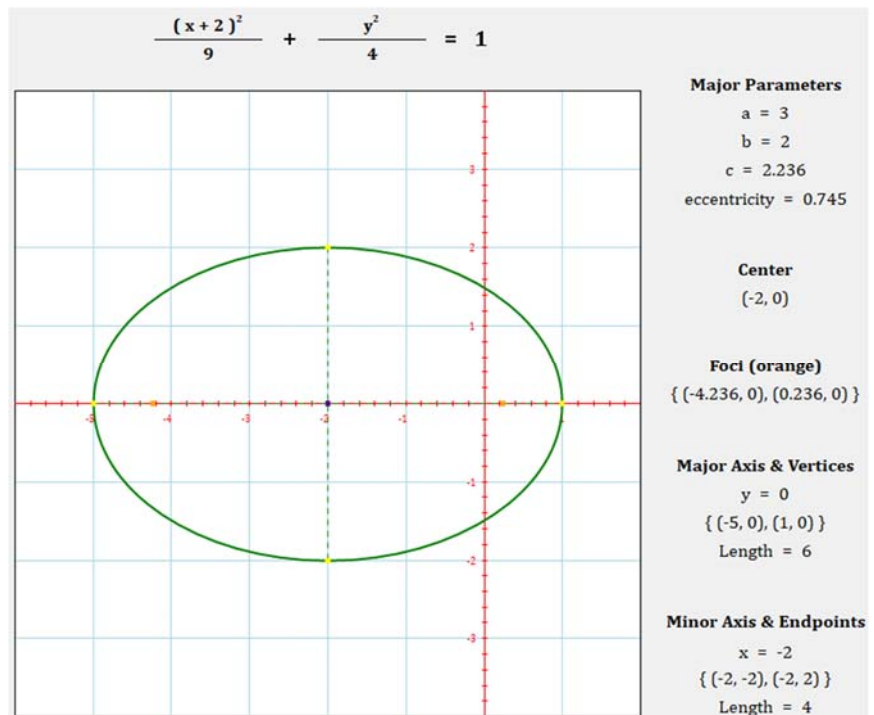 (x + 2)² / 9 + y² / 4 = 1
Major Parameters
a = 3
b = 2
c = 2.236
eccentricity = 0.745
Center
(-2, 0)
Foci (orange)
{ (-4.236, 0), (0.236, 0) }
Major Axis & Vertices
y = 0
{ (-5, 0), (1, 0) }
Length = 6
Minor Axis & Endpoints
x = -2
{ (-2, -2), (-2, 2) }
Length = 4
3
2
1
-5 -4 -2 -1 1
-1
-2
-3